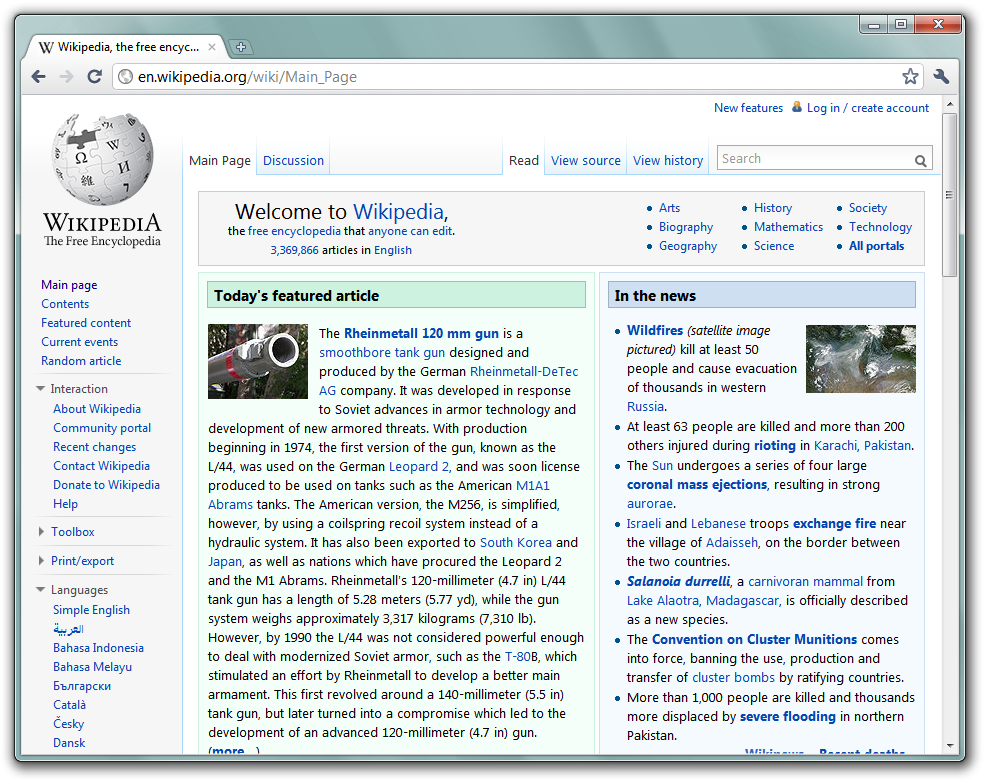 Wikipedia, the free encyc...
en.wikipedia.org/wiki/Main_Page
New features Log in / create account
Ω W И 維
WIKIPEDIA
The Free Encyclopedia
Main Page Discussion Read View source View history Search
Main page
Contents
Featured content
Current events
Random article
Interaction
About Wikipedia
Community portal
Recent changes
Contact Wikipedia
Donate to Wikipedia
Help
Toolbox
Print/export
Languages
Simple English
العربية
Bahasa Indonesia
Bahasa Melayu
Български
Català
Česky
Dansk
Welcome to Wikipedia,
the free encyclopedia that anyone can edit.
3,369,866 articles in English
Arts
Biography
Geography
History
Mathematics
Science
Society
Technology
All portals
Today's featured article
The Rheinmetall 120 mm gun is a
smoothbore tank gun designed and
produced by the German Rheinmetall-DeTec
AG company. It was developed in response
to Soviet advances in armor technology and
development of new armored threats. With production
beginning in 1974, the first version of the gun, known as the
L/44, was used on the German Leopard 2, and was soon license
produced to be used on tanks such as the American M1A1
Abrams tanks. The American version, the M256, is simplified,
however, by using a coilspring recoil system instead of a
hydraulic system. It has also been exported to South Korea and
Japan, as well as nations which have procured the Leopard 2
and the M1 Abrams. Rheinmetall's 120-millimeter (4.7 in) L/44
tank gun has a length of 5.28 meters (5.77 yd), while the gun
system weighs approximately 3,317 kilograms (7,310 lb).
However, by 1990 the L/44 was not considered powerful enough
to deal with modernized Soviet armor, such as the T-80B, which
stimulated an effort by Rheinmetall to develop a better main
armament. This first revolved around a 140-millimeter (5.5 in)
tank gun, but later turned into a compromise which led to the
development of an advanced 120-millimeter (4.7 in) gun.
(more...)
In the news
Wildfires (satellite image
pictured) kill at least 50
people and cause evacuation
of thousands in western
Russia.
At least 63 people are killed and more than 200
others injured during rioting in Karachi, Pakistan.
The Sun undergoes a series of four large
coronal mass ejections, resulting in strong
aurorae.
Israeli and Lebanese troops exchange fire near
the village of Adaisseh, on the border between
the two countries.
Salanoia durrelli, a carnivoran mammal from
Lake Alaotra, Madagascar, is officially described
as a new species.
The Convention on Cluster Munitions comes
into force, banning the use, production and
transfer of cluster bombs by ratifying countries.
More than 1,000 people are killed and thousands
more displaced by severe flooding in northern
Pakistan.
Wikinews Recent deaths